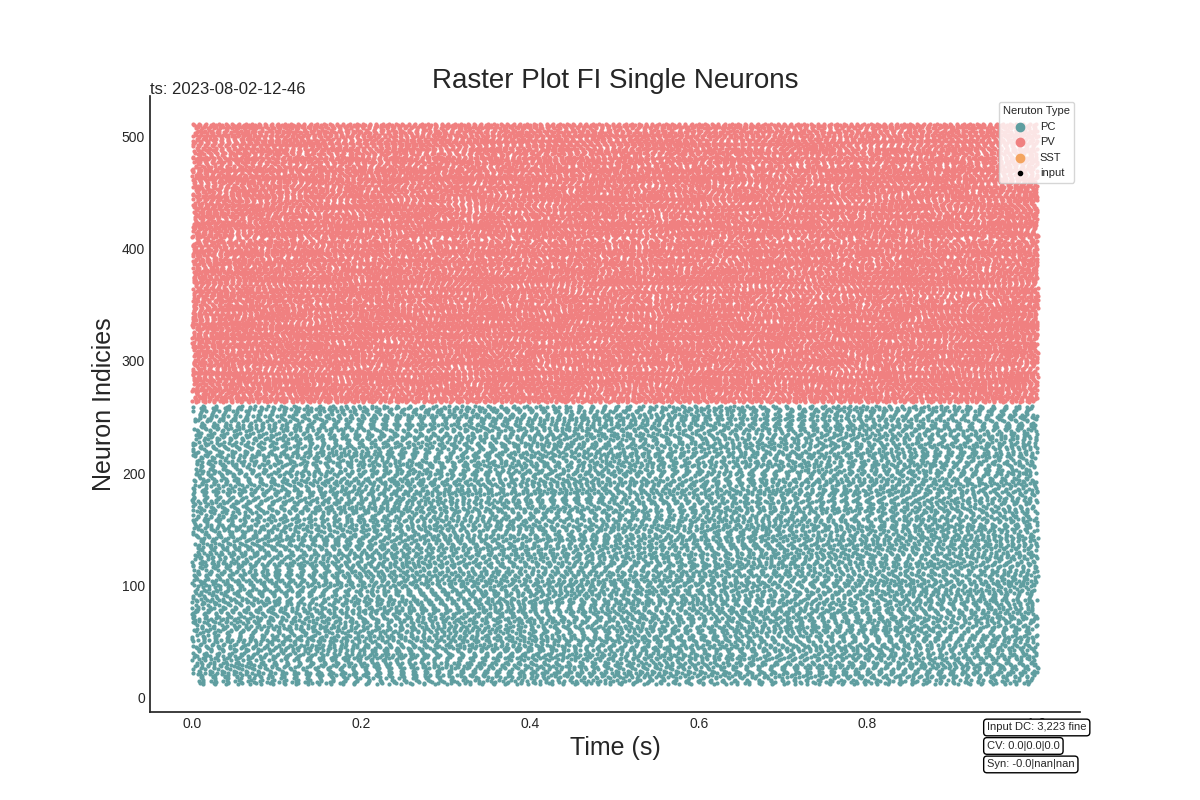 Raster Plot FI Single Neurons
ts: 2023-08-02-12-46
Neruton Type
PC
PV
SST
input
Neuron Indicies
500
400
300
200
100
0
0.0 0.2 0.4 0.6 0.8
Time (s)
Input DC: 3,223 fine
CV: 0.0|0.0|0.0
Syn: -0.0|nan|nan